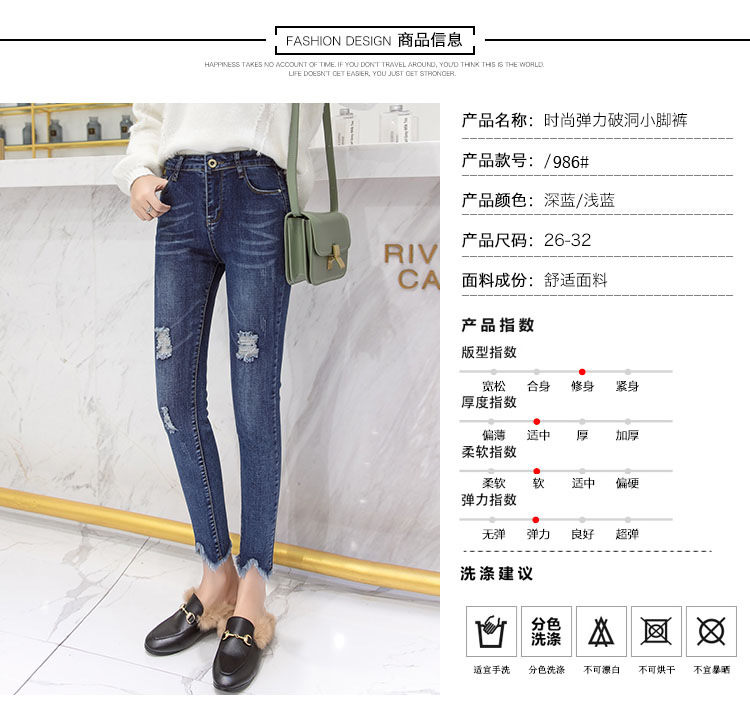 FASHION DESIGN 商品信息
HAPPINESS TAKES NO ACCOUNT OF TIME. IF YOU DON'T TRAVEL AROUND, YOU'D THINK THIS IS THE WORLD.
LIFE DOESN'T GET EASIER, YOU JUST GET STRONGER.
产品名称：时尚弹力破洞小脚裤
产品款号：/986#
产品颜色：深蓝/浅蓝
产品尺码：26-32
面料成份：舒适面料
RIV
CA
产品指数
版型指数
宽松 合身 修身 紧身
厚度指数
偏薄 适中 厚 加厚
柔软指数
柔软 软 适中 偏硬
弹力指数
无弹 弹力 良好 超弹
洗涤建议
分色
洗涤
适宜手洗 分色洗涤 不可漂白 不可烘干 不宜暴晒